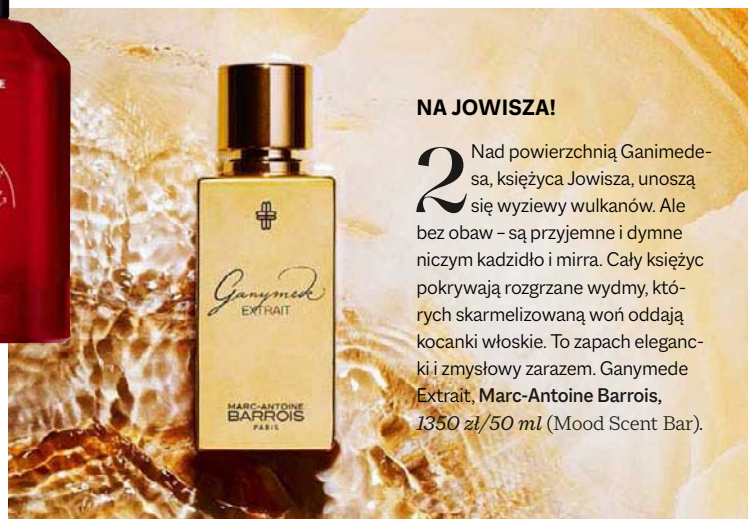 NA JOWISZA!
2 Nad powierzchnią Ganimede-
sa, księżyca Jowisza, unoszą
się wyziewy wulkanów. Ale
bez obaw – są przyjemne i dymne
niczym kadzidło i mirra. Cały księżyc
pokrywają rozgrzane wydmy, któ-
rych skarmelizowaną woń oddają
kocanki włoskie. To zapach eleganc-
ki i zmysłowy zarazem. Ganymede
Extrait, Marc-Antoine Barrois,
1350 zł/50 ml (Mood Scent Bar).
Ganymede
EXTRAIT
MARC-ANTOINE
BARROIS
PARIS